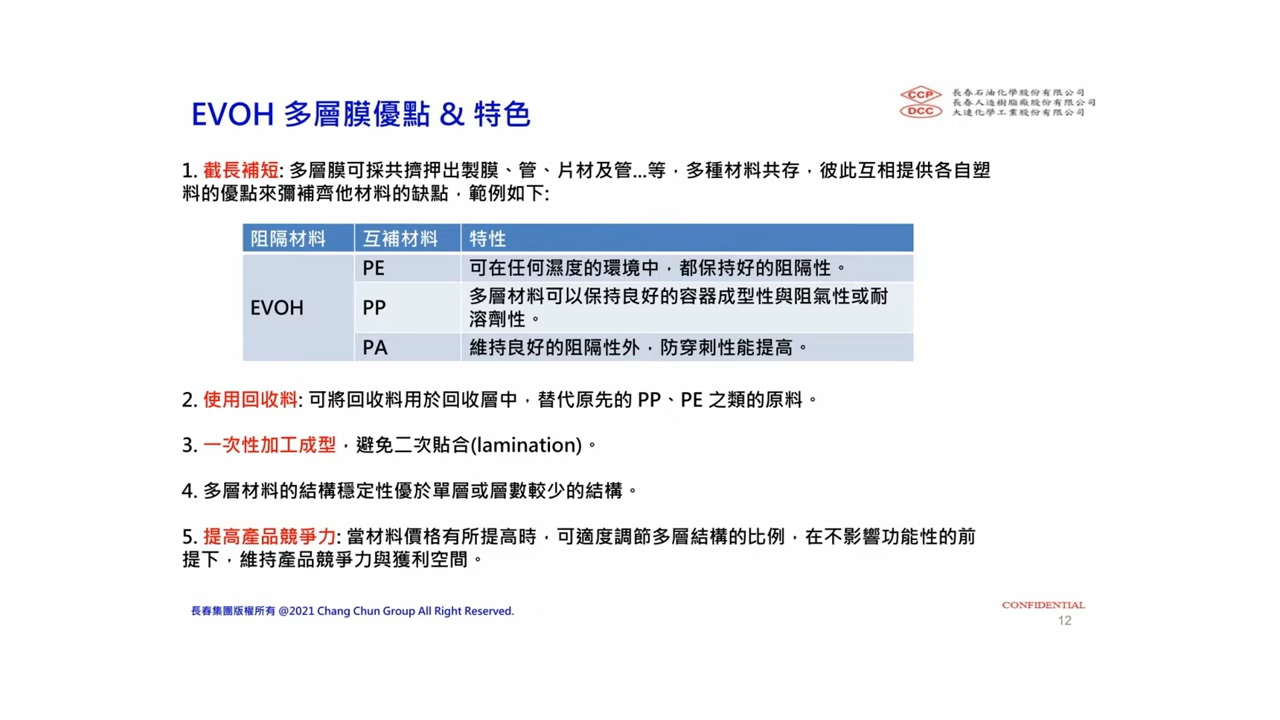 EVOH 多層膜優點 & 特色
CCP
DCC
長春石油化學股份有限公司
長春人造樹脂廠股份有限公司
大連化學工業股份有限公司
1. 截長補短: 多層膜可採共擠押出製膜、管、片材及管...等，多種材料共存，彼此互相提供各自塑
料的優點來彌補齊他材料的缺點，範例如下:
阻隔材料 互補材料 特性
PE 可在任何濕度的環境中，都保持好的阻隔性。
EVOH PP 多層材料可以保持良好的容器成型性與阻氣性或耐
溶劑性。
PA 維持良好的阻隔性外，防穿刺性能提高。
2. 使用回收料: 可將回收料用於回收層中，替代原先的 PP、PE 之類的原料。
3. 一次性加工成型，避免二次貼合(lamination)。
4. 多層材料的結構穩定性優於單層或層數較少的結構。
5. 提高產品競爭力: 當材料價格有所提高時，可適度調節多層結構的比例，在不影響功能性的前
提下，維持產品競爭力與獲利空間。
長春集團版權所有 @2021 Chang Chun Group All Right Reserved.
CONFIDENTIAL
12